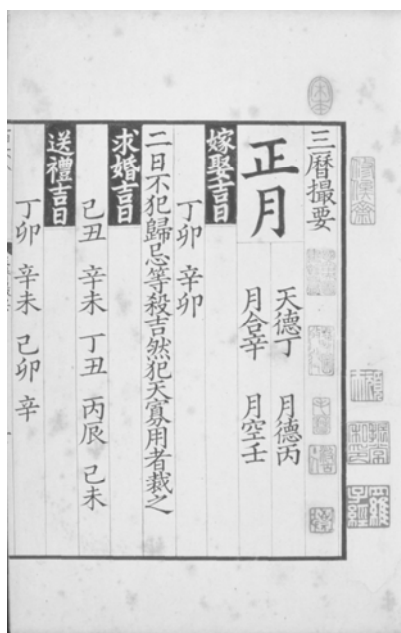 三曆撮要
正月
天德丁 月德丙
月合辛 月空壬
嫁娶吉日
丁卯 辛卯
二日不犯歸忌等殺吉然犯天寡用者裁之
求婚吉日
己丑 辛未 丁丑 丙辰 己未
送禮吉日
丁卯 辛未 己卯 辛